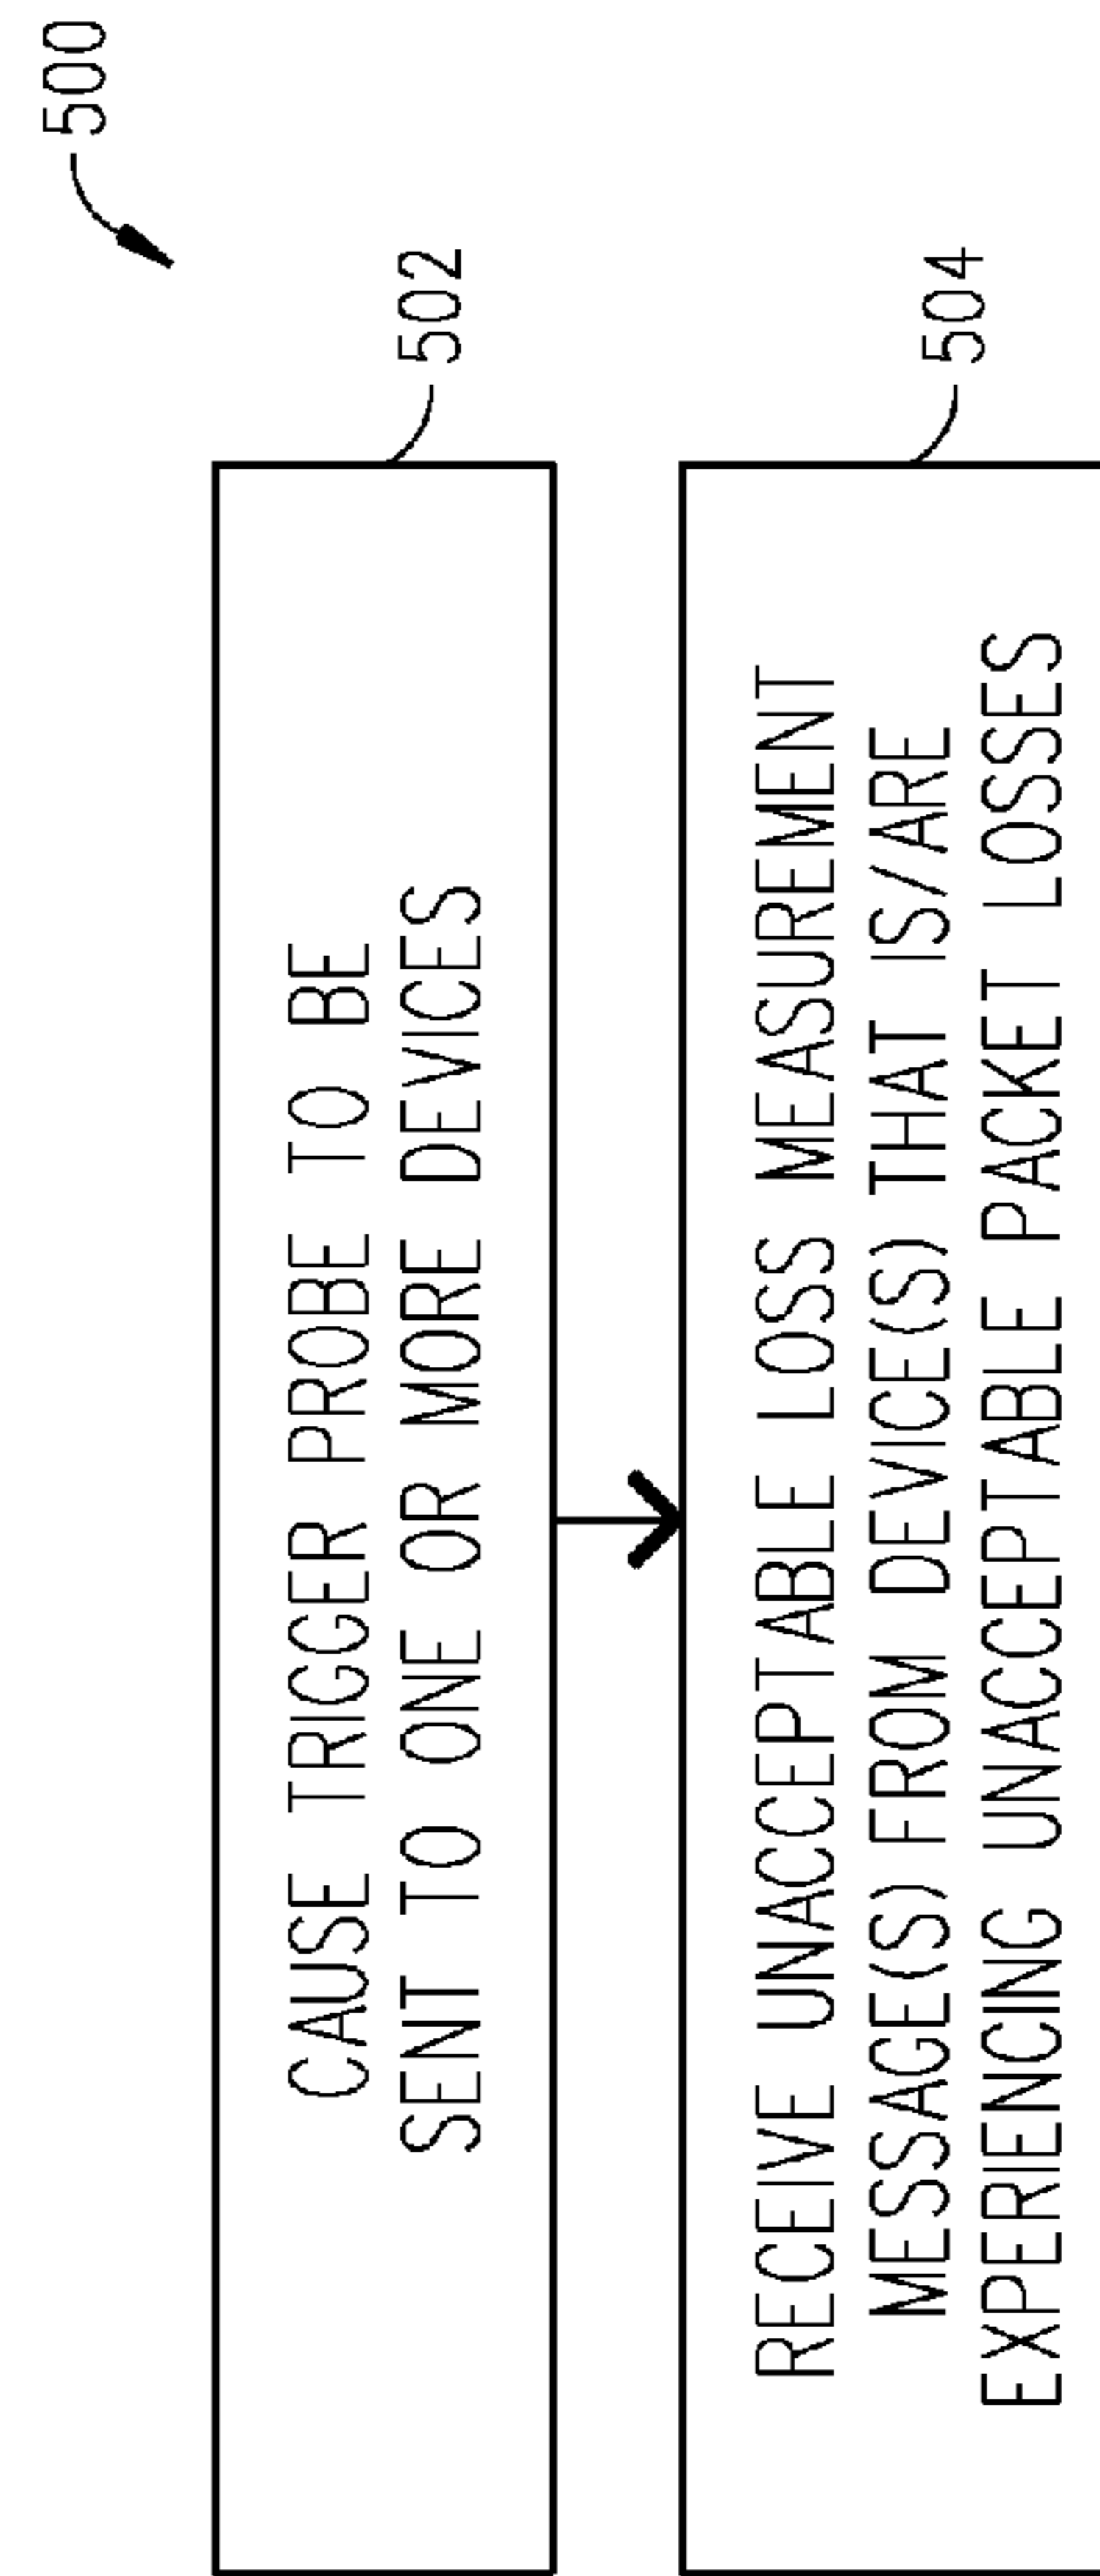 500
502
CAUSE TRIGGER PROBE TO BE
SENT TO ONE OR MORE DEVICES
504
RECEIVE UNACCEPTABLE LOSS MEASUREMENT
MESSAGE(S) FROM DEVICE(S) THAT IS/ARE
EXPERIENCING UNACCEPTABLE PACKET LOSSES